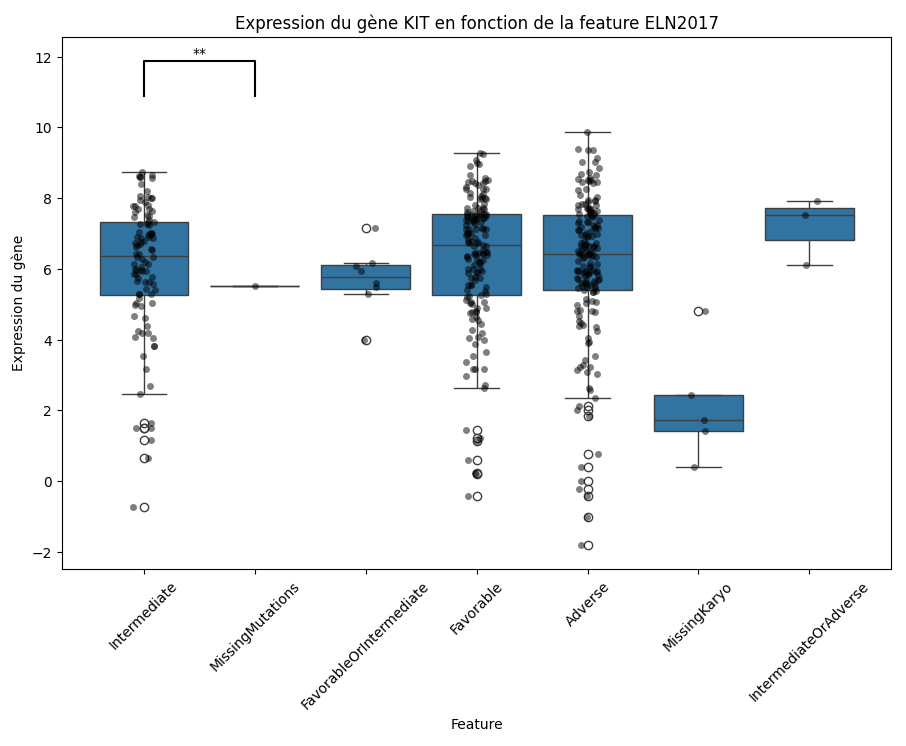 Expression du gène KIT en fonction de la feature ELN2017
**
12
10
8
6
4
2
0
−2
Expression du gène
Intermediate
MissingMutations
FavorableOrIntermediate
Favorable
Adverse
MissingKaryo
IntermediateOrAdverse
Feature